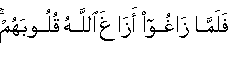 فَلَمَّا زَاغُوٓا۟ أَزَاغَ ٱللَّهُ قُلُوبَهُمْ ۚ